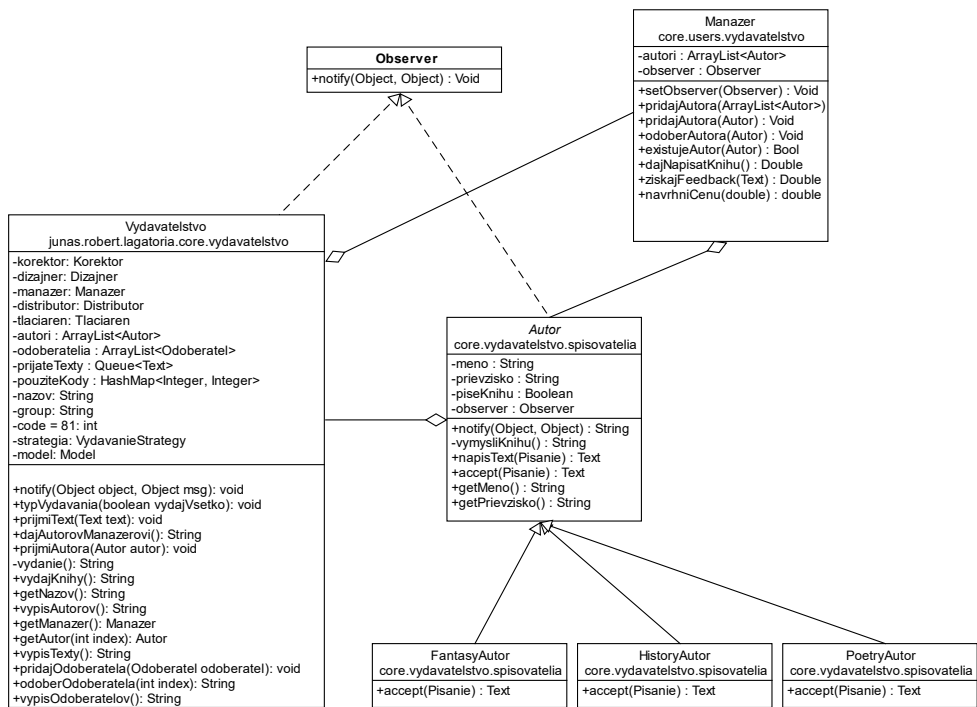 Observer
+notify(Object, Object) : Void
Manazer
core.users.vydavatelstvo
-autori : ArrayList<Autor>
-observer : Observer
+setObserver(Observer) : Void
+pridajAutora(ArrayList<Autor>)
+pridajAutora(Autor) : Void
+odoberAutora(Autor) : Void
+existujeAutor(Autor) : Bool
+dajNapisatKnihu() : Double
+ziskajFeedback(Text) : Double
+navrhniCenu(double) : double
Vydavatelstvo
junas.robert.lagatoria.core.vydavatelstvo
-korektor: Korektor
-dizajner: Dizajner
-manazer: Manazer
-distributor: Distributor
-tlaciaren: Tlaciaren
-autori : ArrayList<Autor>
-odoberatelia : ArrayList<Odoberatel>
-prijateTexty : Queue<Text>
-pouziteKody : HashMap<Integer, Integer>
-nazov: String
-group: String
-code = 81: int
-strategia: VydavanieStrategy
-model: Model
+notify(Object object, Object msg): void
+typVydavania(boolean vydajVsetko): void
+prijmiText(Text text): void
+dajAutorovManazerovi(): String
+prijmiAutora(Autor autor): void
-vydanie(): String
+vydajKnihy(): String
+getNazov(): String
+vypisAutorov(): String
+getManazer(): Manazer
+getAutor(int index): Autor
+vypisTexty(): String
+pridajOdoberatela(Odoberatel odoberatel): void
+odoberOdoberatela(int index): String
+vypisOdoberatelov(): String
Autor
core.vydavatelstvo.spisovatelia
-meno : String
-prievzisko : String
-piseKnihu : Boolean
-observer : Observer
+notify(Object, Object) : String
-vymysliKnihu() : String
+napisText(Pisanie) : Text
+accept(Pisanie) : Text
+getMeno() : String
+getPrievzisko() : String
FantasyAutor
core.vydavatelstvo.spisovatelia
+accept(Pisanie) : Text
HistoryAutor
core.vydavatelstvo.spisovatelia
+accept(Pisanie) : Text
PoetryAutor
core.vydavatelstvo.spisovatelia
+accept(Pisanie) : Text